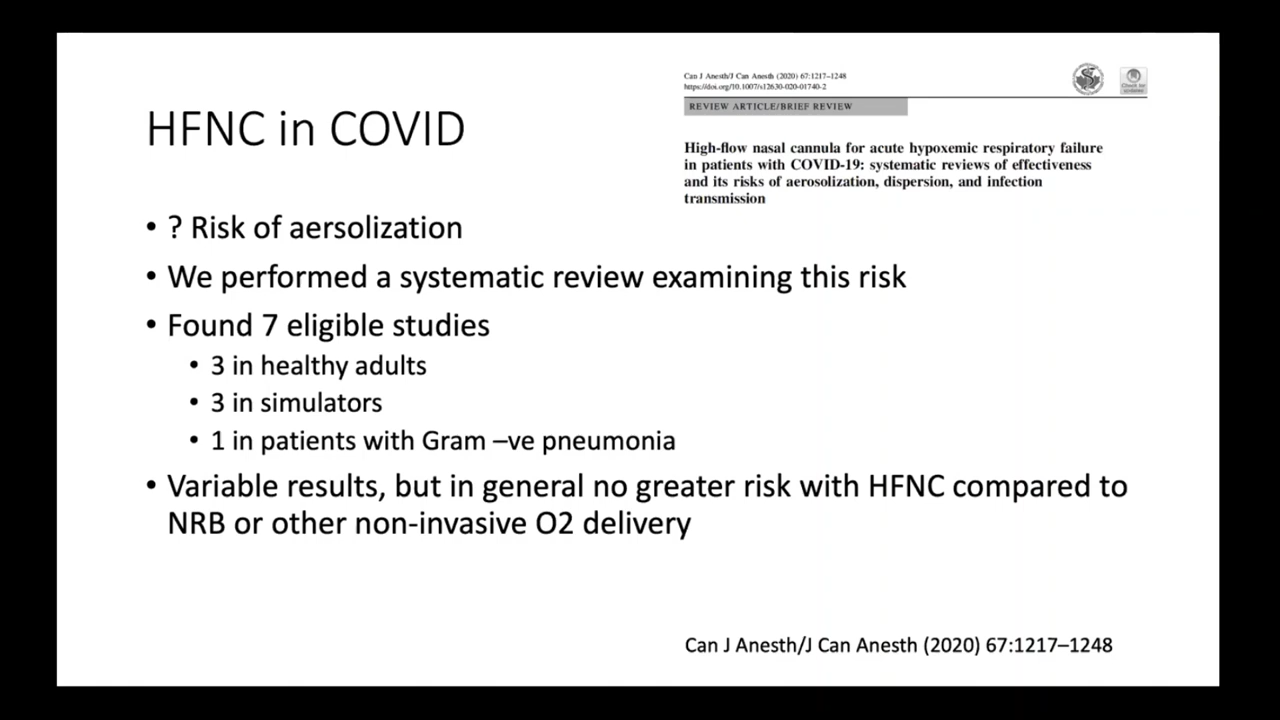 Can J Anesth/J Can Anesth (2020) 67:1217–1248
https://doi.org/10.1007/s12630-020-01740-2
REVIEW ARTICLE/BRIEF REVIEW
Check for
updates
High-flow nasal cannula for acute hypoxemic respiratory failure
in patients with COVID-19: systematic reviews of effectiveness
and its risks of aerosolization, dispersion, and infection
transmission
HFNC in COVID
• ? Risk of aersolization
• We performed a systematic review examining this risk
• Found 7 eligible studies
• 3 in healthy adults
• 3 in simulators
• 1 in patients with Gram –ve pneumonia
• Variable results, but in general no greater risk with HFNC compared to
NRB or other non-invasive O2 delivery
Can J Anesth/J Can Anesth (2020) 67:1217–1248